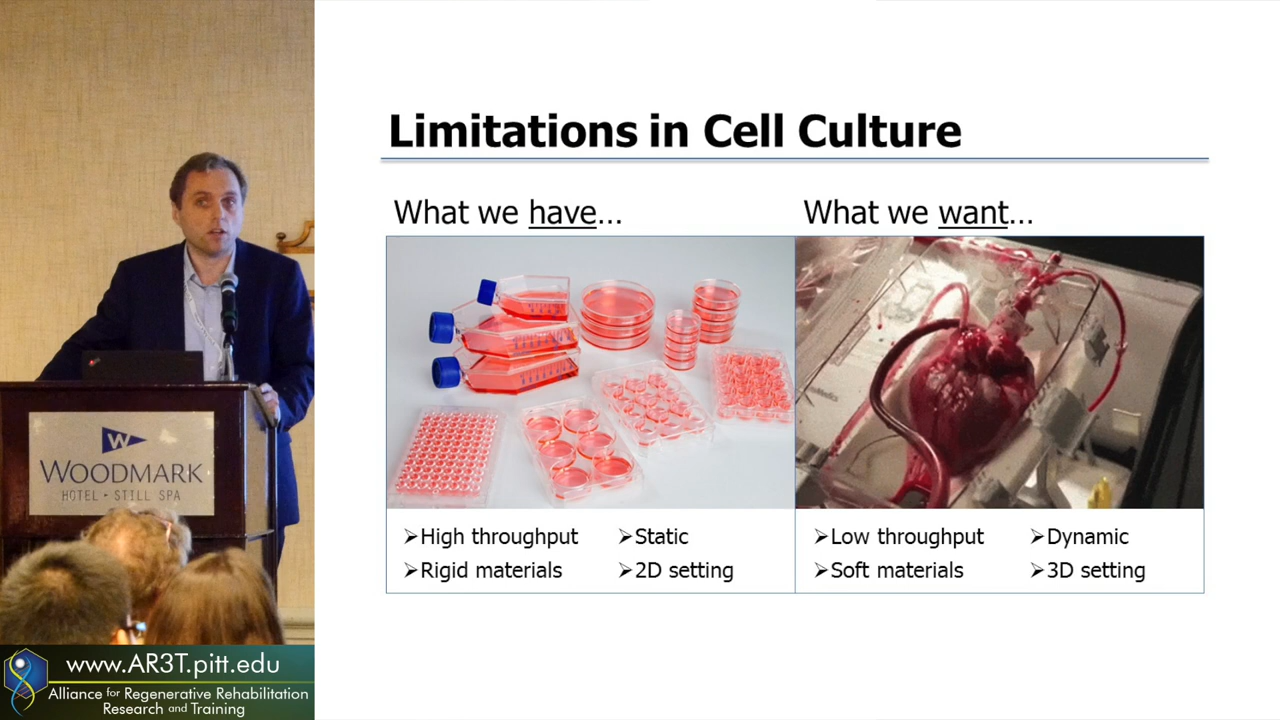 Limitations in Cell Culture
What we have...
What we want...
➢High throughput
➢Static
➢Rigid materials
➢2D setting
➢Low throughput
➢Dynamic
➢Soft materials
➢3D setting
W
WOODMARK
HOTEL • STILL SPA
www.AR3T.pitt.edu
Alliance for Regenerative Rehabilitation
Research and Training